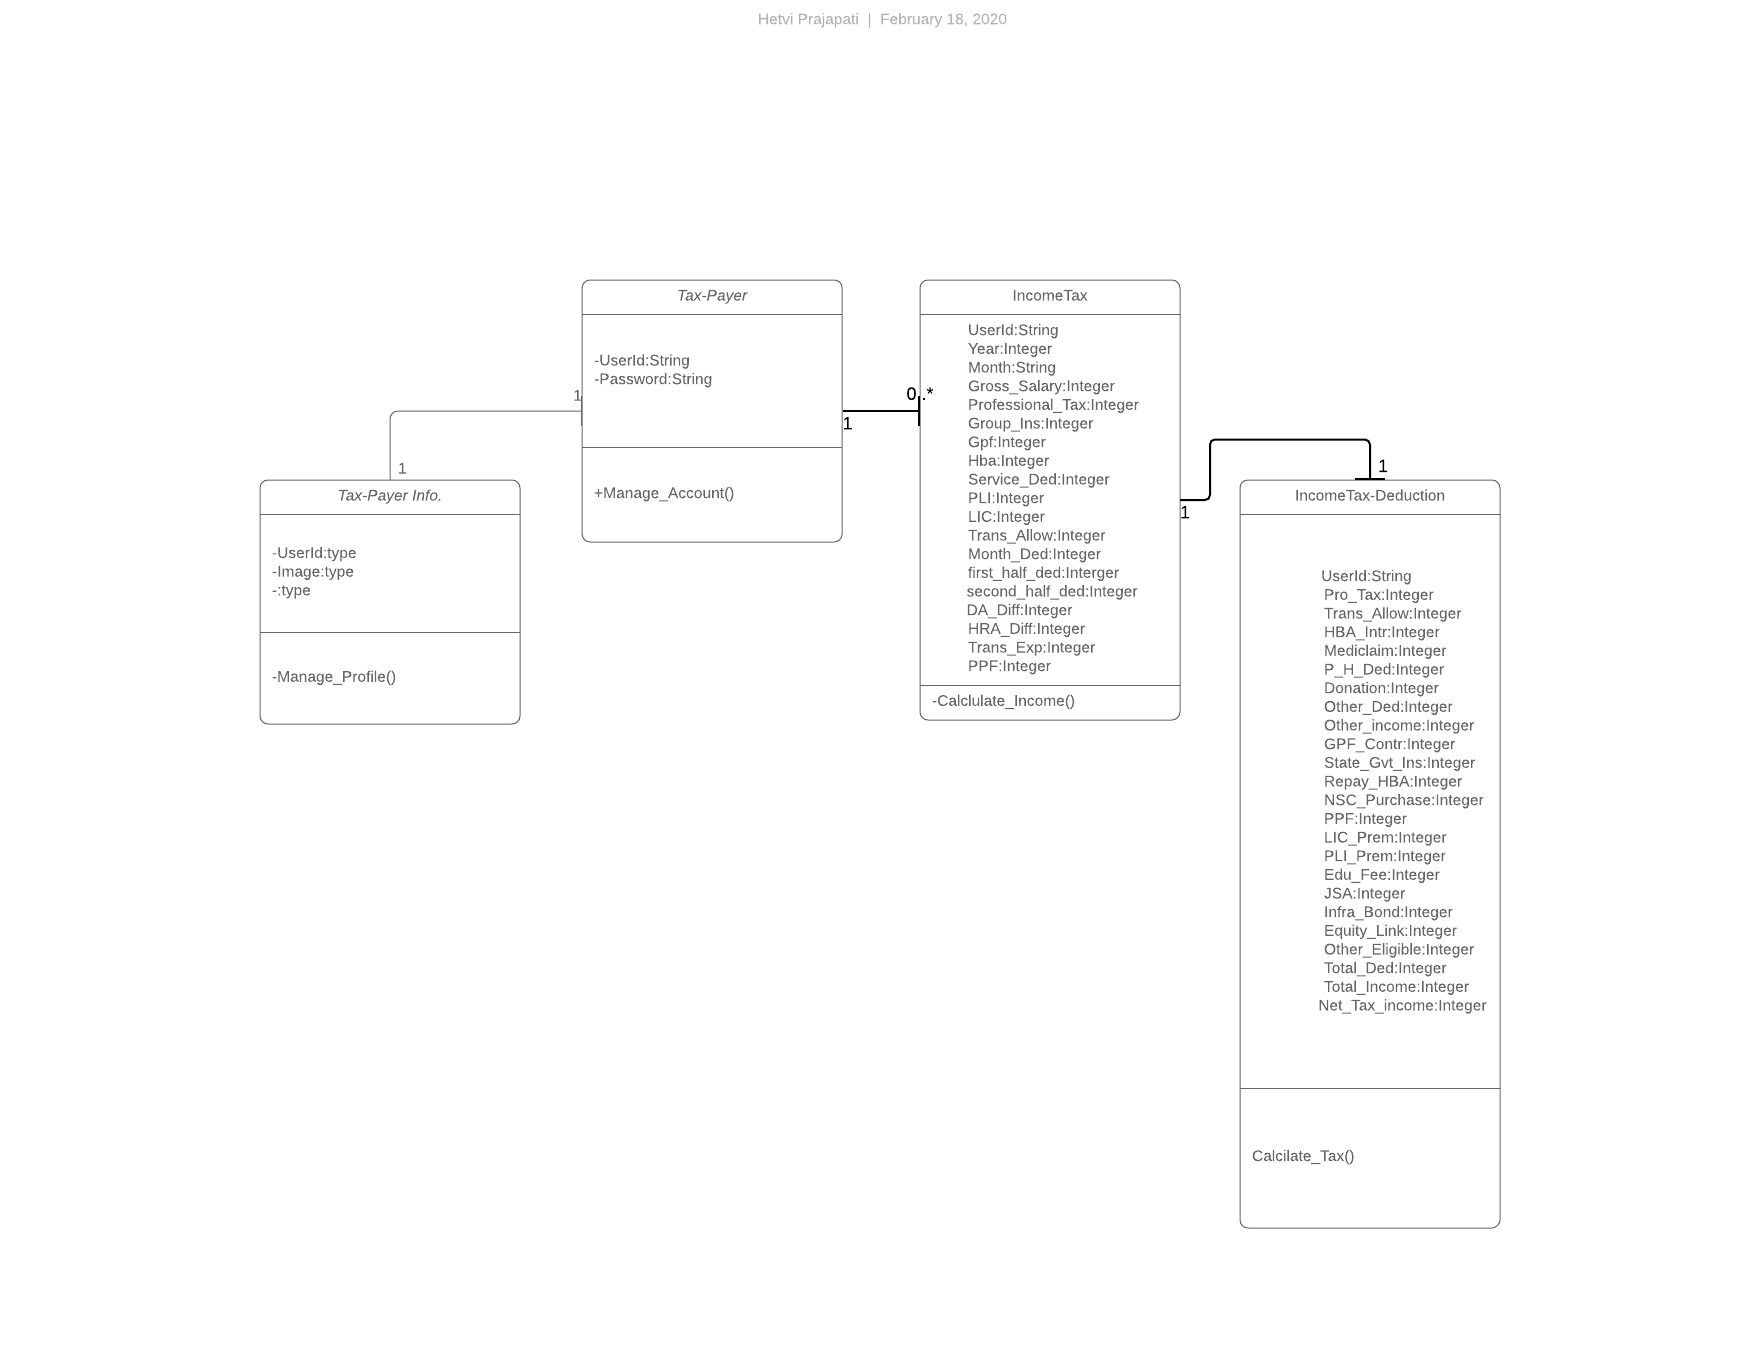 Hetvi Prajapati | February 18, 2020
Tax-Payer
-UserId:String
-Password:String
+Manage_Account()
1
1
Tax-Payer Info.
-UserId:type
-Image:type
-:type
-Manage_Profile()
1
0..*
IncomeTax
UserId:String
Year:Integer
Month:String
Gross_Salary:Integer
Professional_Tax:Integer
Group_Ins:Integer
Gpf:Integer
Hba:Integer
Service_Ded:Integer
PLI:Integer
LIC:Integer
Trans_Allow:Integer
Month_Ded:Integer
first_half_ded:Interger
second_half_ded:Integer
DA_Diff:Integer
HRA_Diff:Integer
Trans_Exp:Integer
PPF:Integer
-Calclulate_Income()
1
1
IncomeTax-Deduction
UserId:String
Pro_Tax:Integer
Trans_Allow:Integer
HBA_Intr:Integer
Mediclaim:Integer
P_H_Ded:Integer
Donation:Integer
Other_Ded:Integer
Other_income:Integer
GPF_Contr:Integer
State_Gvt_Ins:Integer
Repay_HBA:Integer
NSC_Purchase:Integer
PPF:Integer
LIC_Prem:Integer
PLI_Prem:Integer
Edu_Fee:Integer
JSA:Integer
Infra_Bond:Integer
Equity_Link:Integer
Other_Eligible:Integer
Total_Ded:Integer
Total_Income:Integer
Net_Tax_income:Integer
Calcilate_Tax()